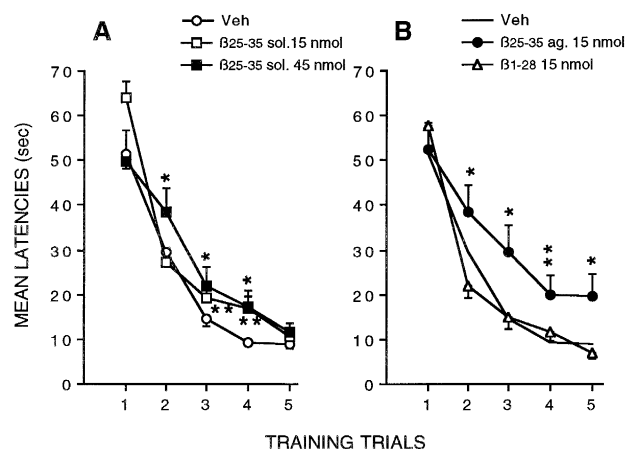 A
Veh
ß25-35 sol.15 nmol
ß25-35 sol. 45 nmol
B
Veh
ß25-35 ag. 15 nmol
ß1-28 15 nmol
MEAN LATENCIES (sec)
70
60
50
40
30
20
10
0
*
*
*
**
**
1 2 3 4 5
70
60
50
40
30
20
10
0
*
*
*
*
*
1 2 3 4 5
TRAINING TRIALS